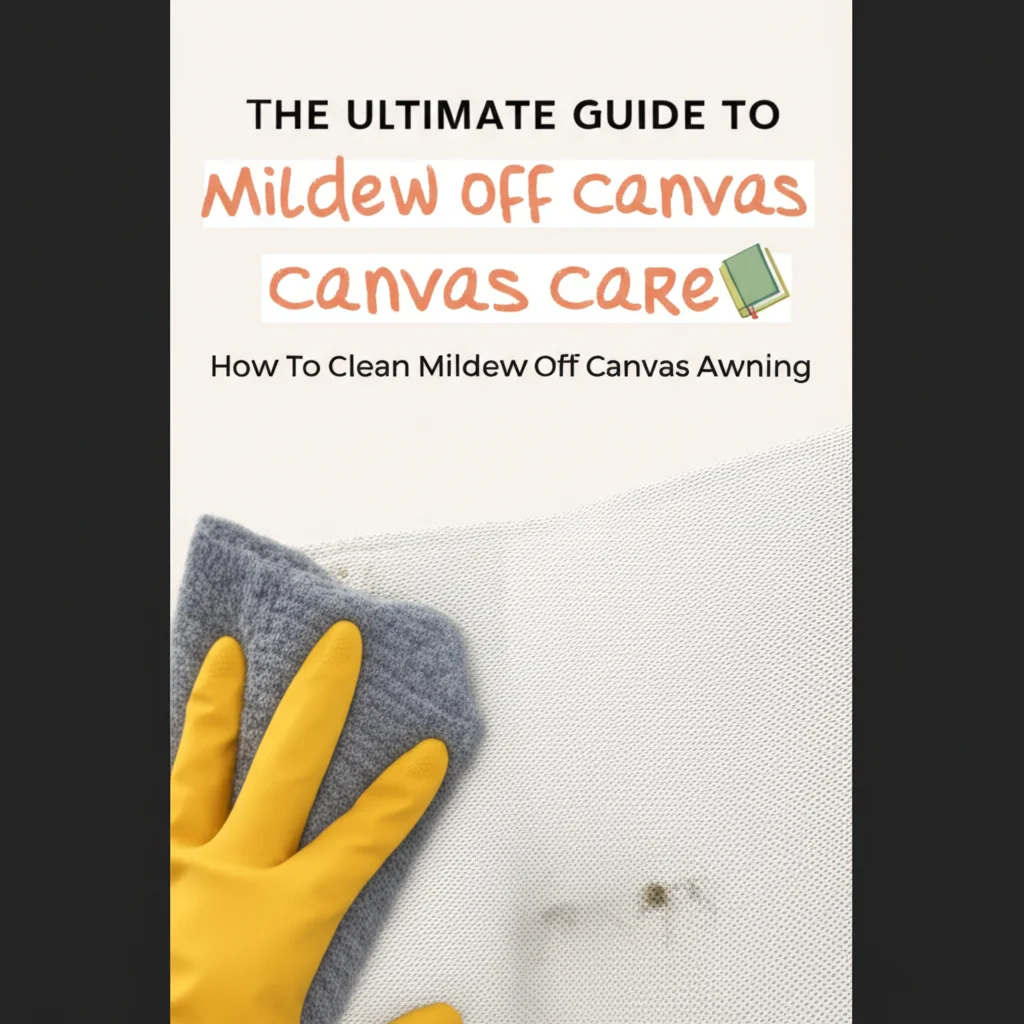 THE ULTIMATE GUIDE TO
Mildew Off Canvas
Canvas Care
How To Clean Mildew Off Canvas Awning